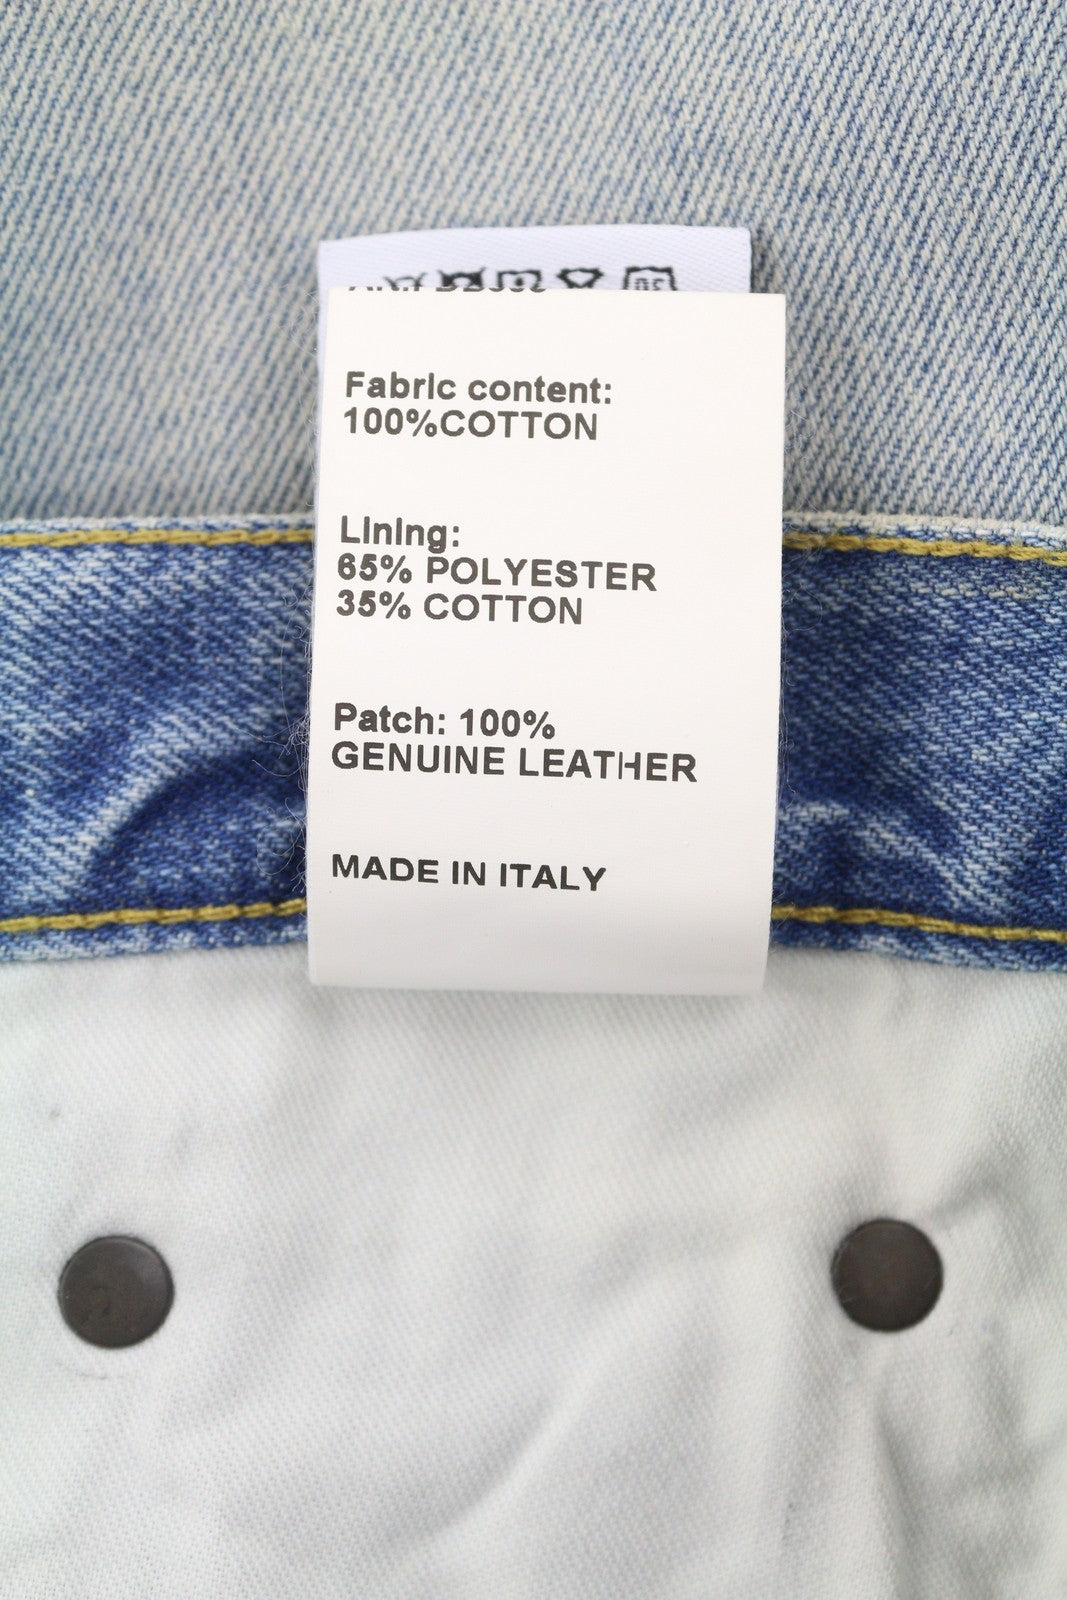 Fabric content:
100%COTTON
Lining:
65% POLYESTER
35% COTTON
Patch: 100%
GENUINE LEATHER
MADE IN ITALY